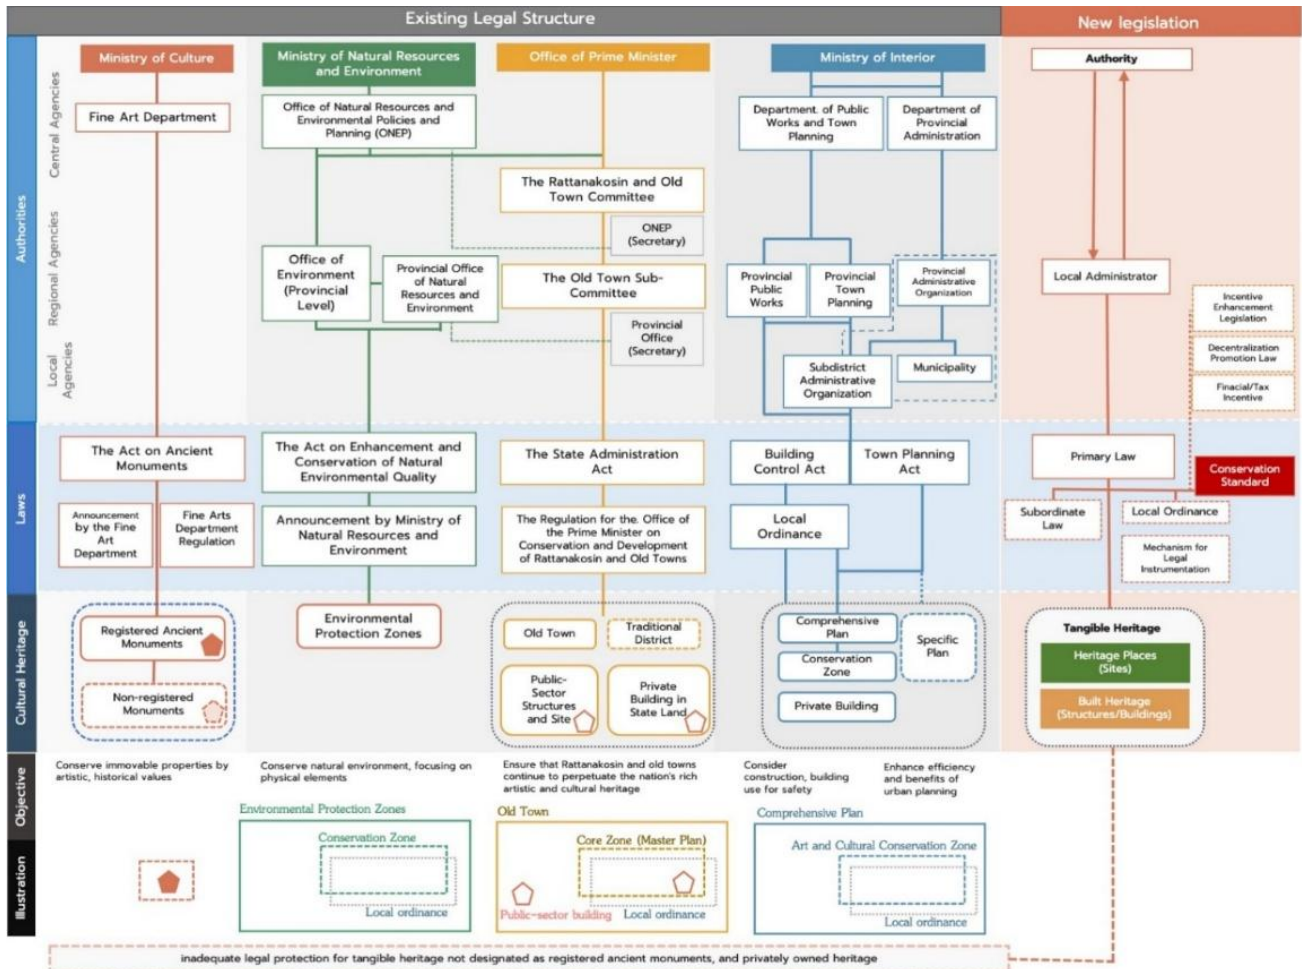 Existing Legal Structure
New legislation
Authorities
Central Agencies
Regional Agencies
Local
Agencies
Ministry of Culture
Fine Art Department
Ministry of Natural Resources
and Environment
Office of Natural Resources and
Environmental Policies and
Planning (ONEP)
Office of
Environment
(Provincial
Level)
Provincial Office
of Natural
Resources and
Environment
Office of Prime Minister
The Rattanakosin and Old
Town Committee
ONEP
(Secretary)
The Old Town Sub-
Committee
Provincial
Office
(Secretary)
Ministry of Interior
Department. of Public
Works and Town
Planning
Department of
Provincial
Administration
Provincial
Public
Works
Provincial
Town
Planning
Provincial
Administrative
Organization
Subdistrict
Administrative
Organization
Municipality
Authority
Local Administrator
Incentive
Enhancement
Legislation
Decentralization
Promotion Law
Finacial/Tax
Incentive
Laws
The Act on Ancient
Monuments
Announcement
by the Fine
Art
Department
Fine Arts
Department
Regulation
The Act on Enhancement and
Conservation of Natural
Environmental Quality
Announcement by Ministry of
Natural Resources and
Environment
The State Administration
Act
The Regulation for the. Office of
the Prime Minister on
Conservation and Development
of Rattanakosin and Old Towns
Building
Control Act
Town Planning
Act
Local
Ordinance
Primary Law
Conservation
Standard
Subordinate
Law
Local Ordinance
Mechanism for
Legal
Instrumentation
Cultural Heritage
Registered Ancient
Monuments
Non-registered
Monuments
Environmental
Protection Zones
Old Town
Traditional
District
Public-
Sector
Structures
and Site
Private
Building in
State Land
Comprehensive
Plan
Conservation
Zone
Private Building
Specific
Plan
Tangible Heritage
Heritage Places
(Sites)
Built Heritage
(Structures/Buildings)
Objective
Conserve immovable properties by
artistic, historical values
Conserve natural environment, focusing on
physical elements
Ensure that Rattanakosin and old towns
continue to perpetuate the nation's rich
artistic and cultural heritage
Consider
construction, building
use for safety
Enhance efficiency
and benefits of
urban planning
Illustration
Environmental Protection Zones
Conservation Zone
Local ordinance
Old Town
Core Zone (Master Plan)
Public-sector building
Local ordinance
Comprehensive Plan
Art and Cultural Conservation Zone
Local ordinance
inadequate legal protection for tangible heritage not designated as registered ancient monuments, and privately owned heritage